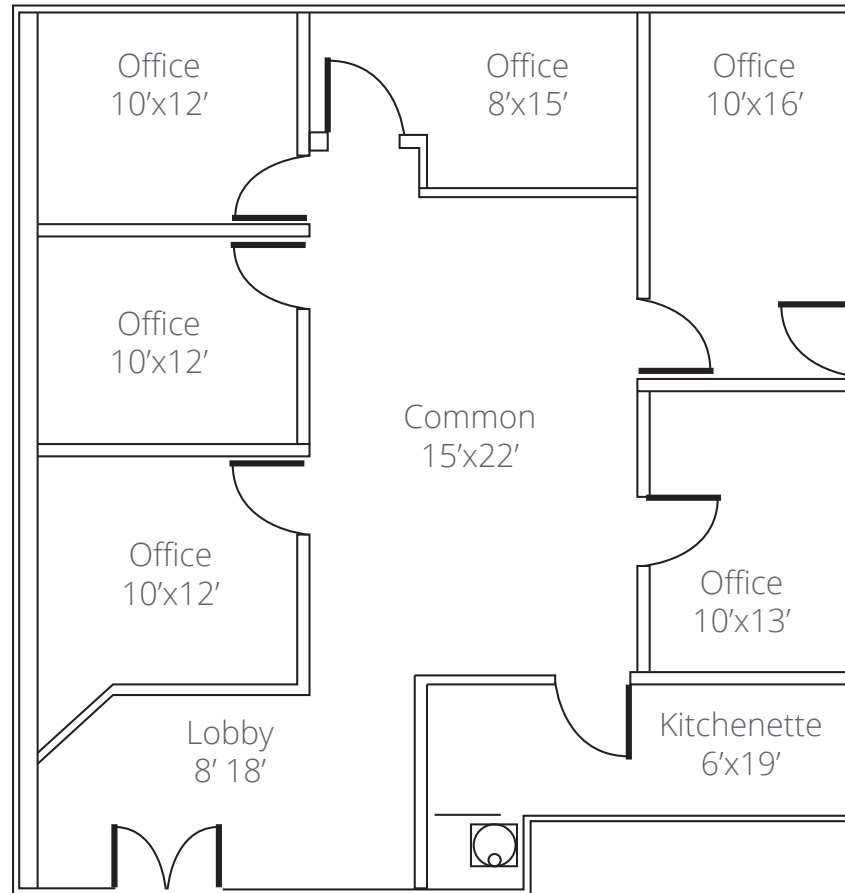 Office
10’x12’
Office
8’x15’
Office
10’x16’
Office
10’x12’
Common
15’x22’
Office
10’x12’
Office
10’x13’
Lobby
8’ 18’
Kitchenette
6’x19’